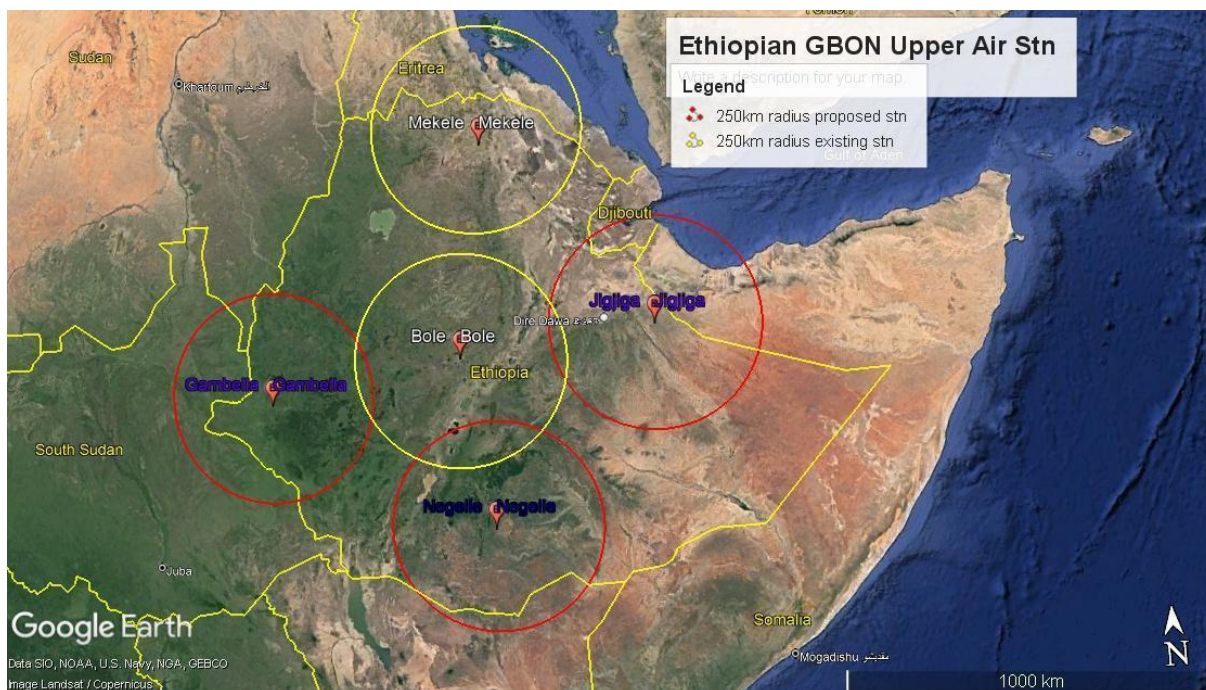 Yemen
Ethiopian GBON Upper Air Stn
Write a description for your map.
Legend
250km radius proposed stn
250km radius existing stn
Gulf of Aden
Sudan
Khartoum الخرطوم
Eritrea
Mekele Mekele
Djibouti
Jigjiga Jigjiga
Dire Dawa
Bole Bole
Ethiopia
Gambella Gambella
South Sudan
Negelle Negelle
Juba
Somalia
Mogadishu مقديشو
Google Earth
Data SIO, NOAA, U.S. Navy, NGA, GEBCO
Image Landsat / Copernicus
N
1000 km